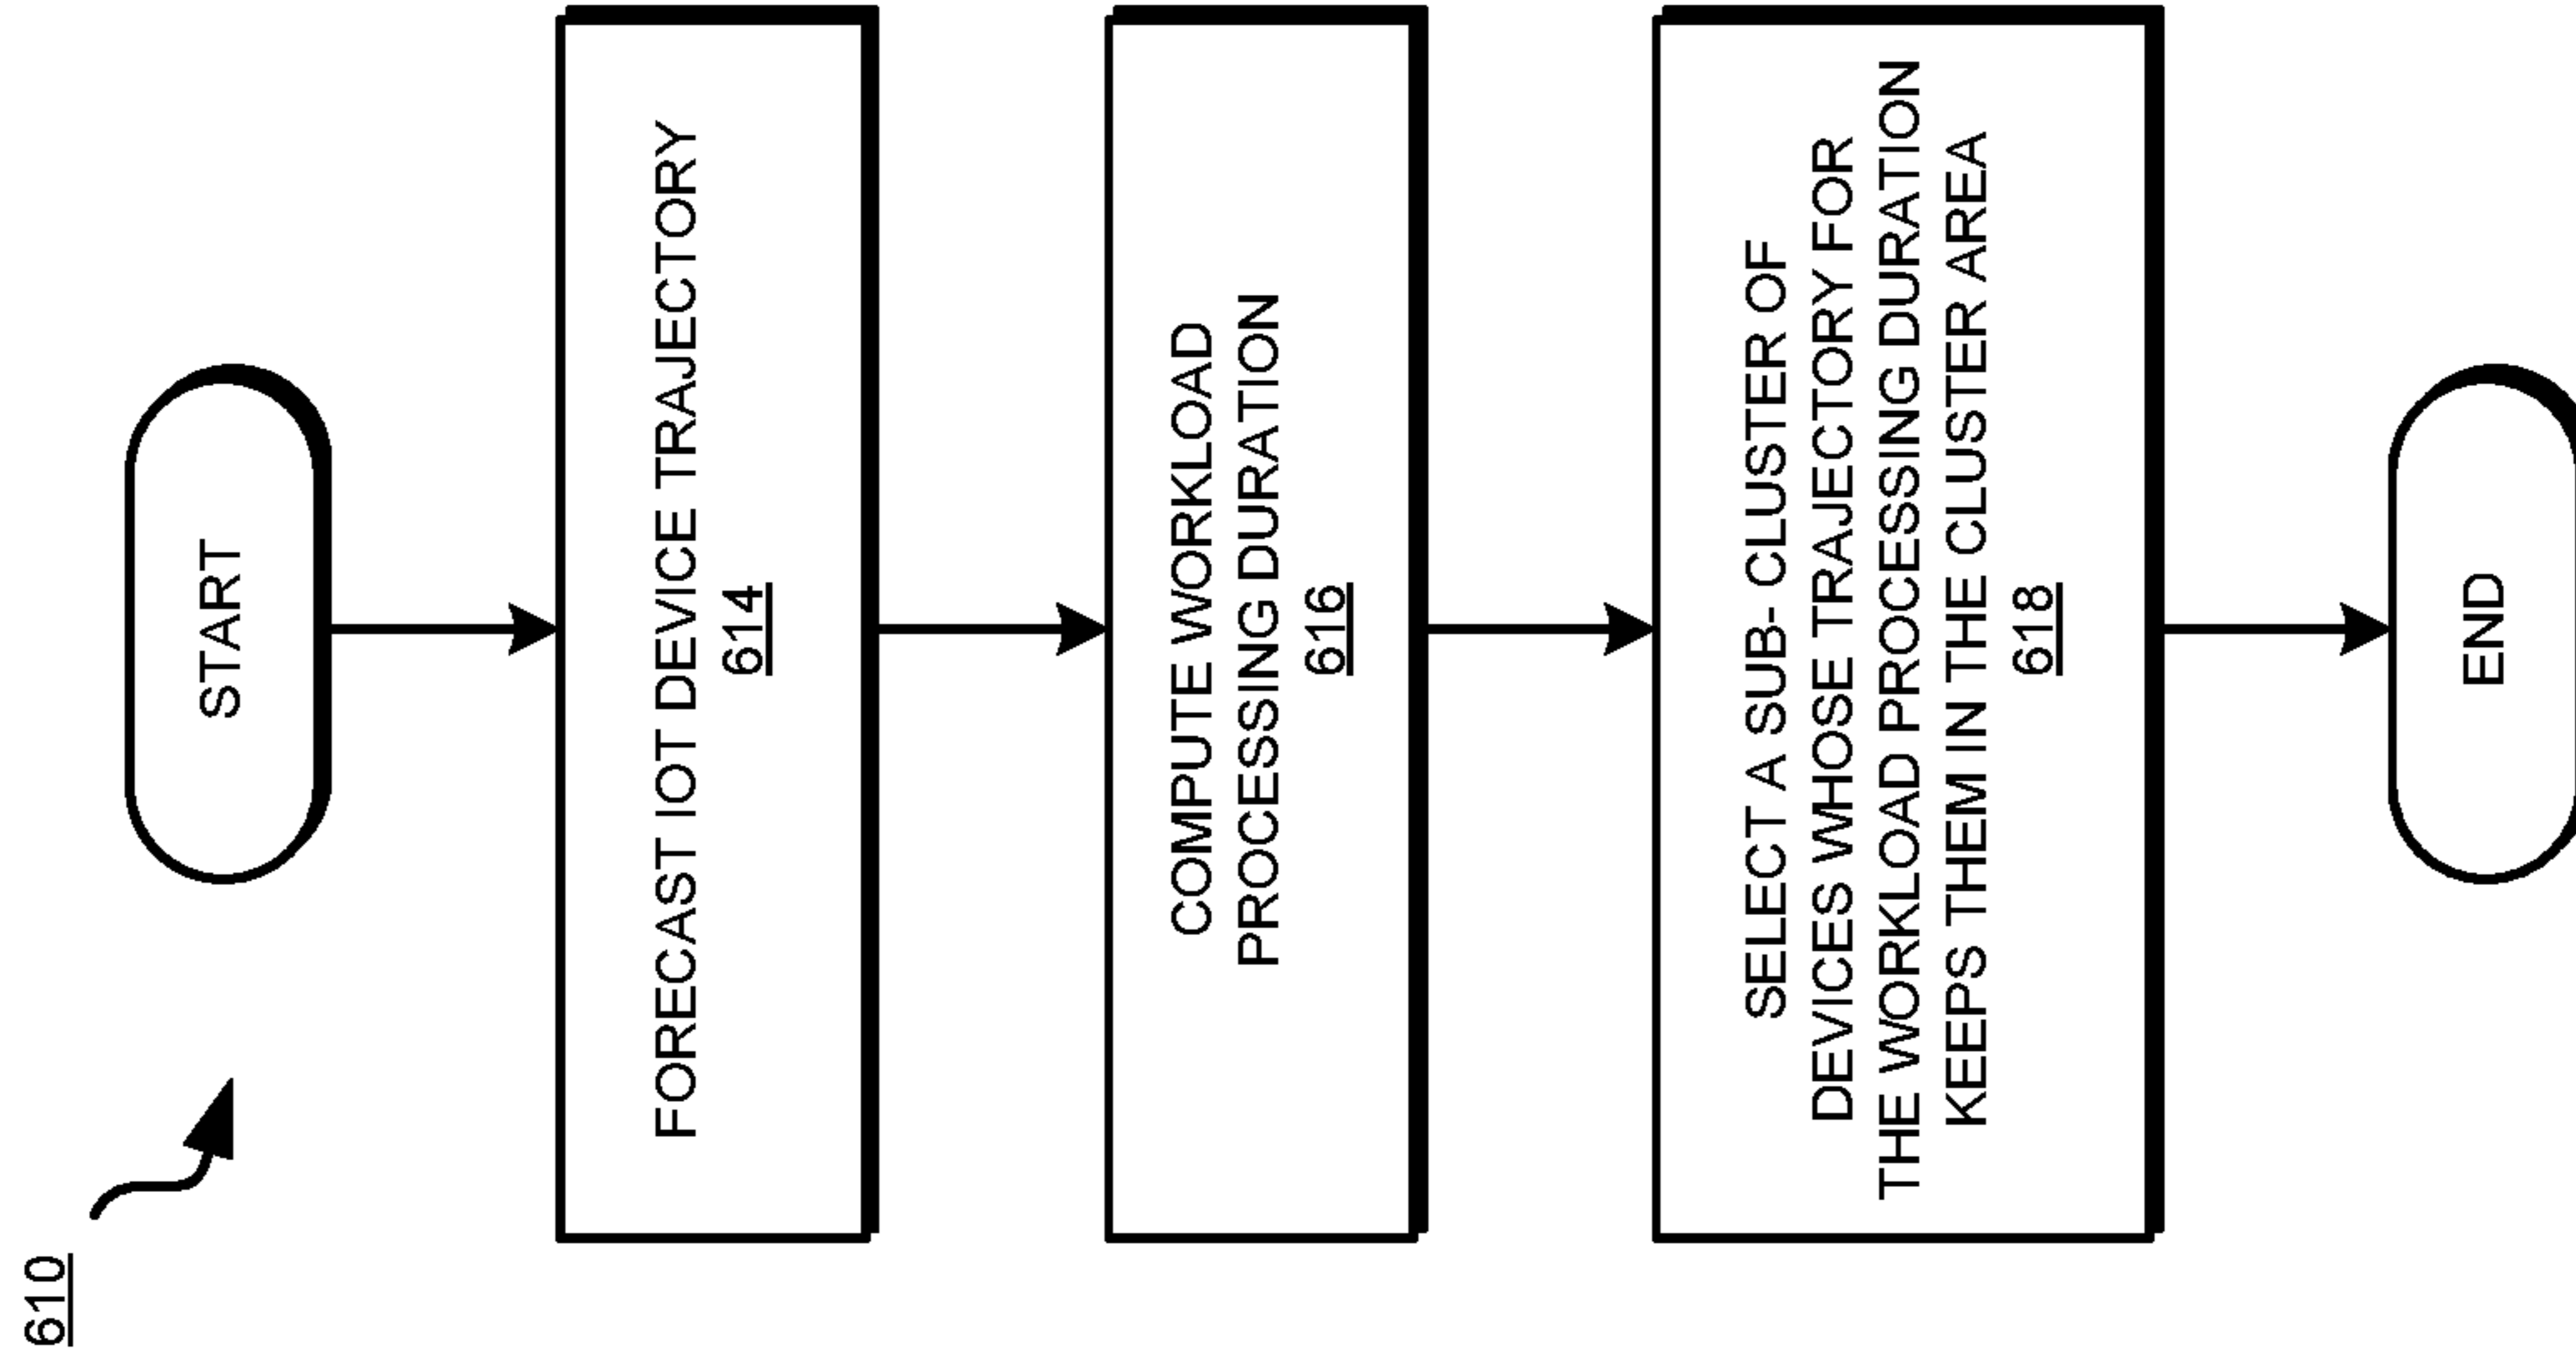 610
START
FORECAST IOT DEVICE TRAJECTORY
614
COMPUTE WORKLOAD
PROCESSING DURATION
616
SELECT A SUB- CLUSTER OF
DEVICES WHOSE TRAJECTORY FOR
THE WORKLOAD PROCESSING DURATION
KEEPS THEM IN THE CLUSTER AREA
618
END